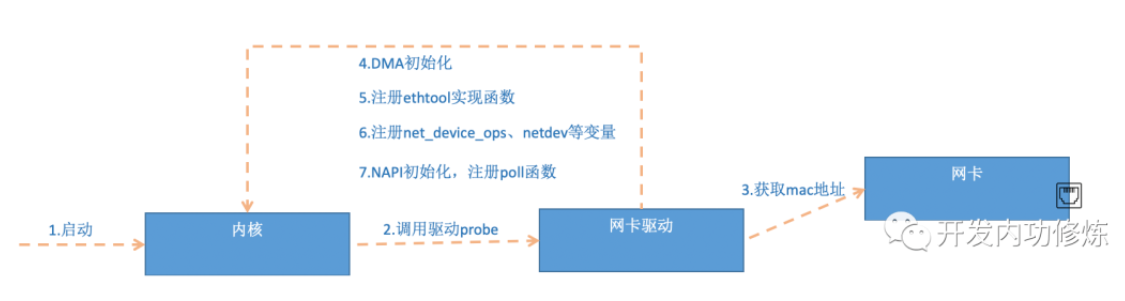 4.DMA初始化
5.注册ethtool实现函数
6.注册net_device_ops、netdev等变量
7.NAPI初始化，注册poll函数
网卡
3.获取mac地址
1.启动
内核
2.调用驱动probe
网卡驱动
开发内功修炼